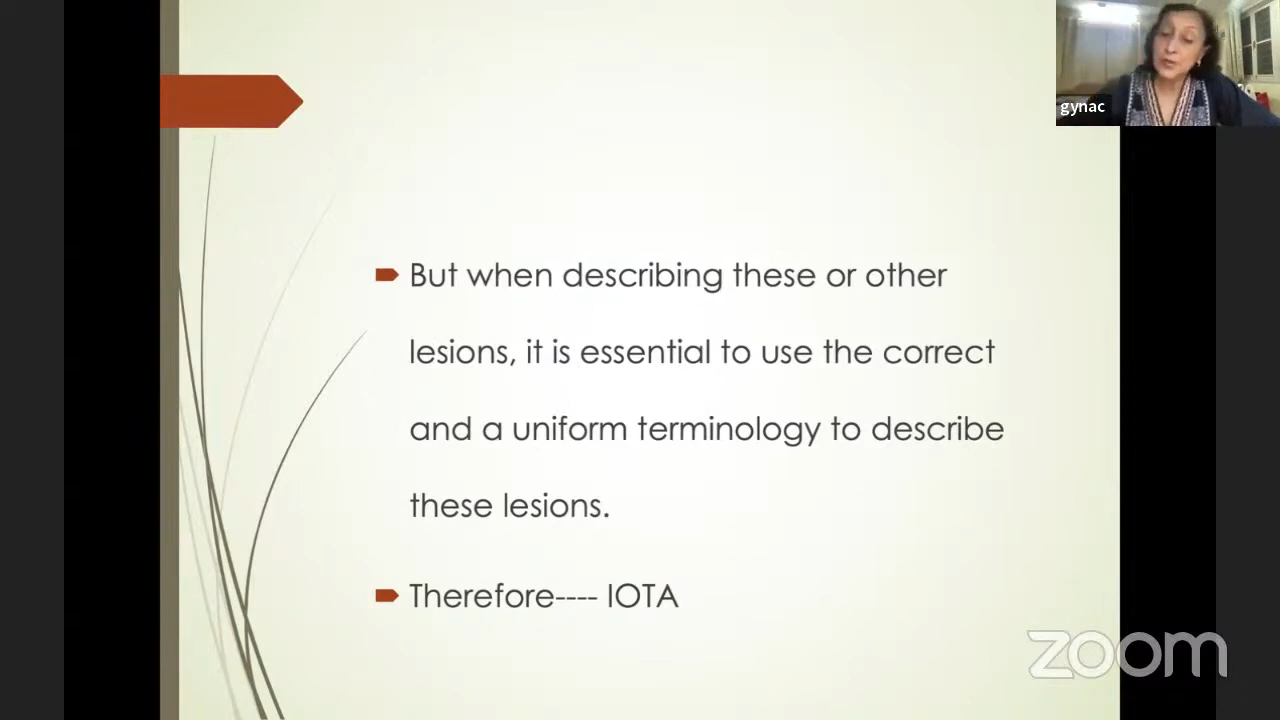 gynac
But when describing these or other
lesions, it is essential to use the correct
and a uniform terminology to describe
these lesions.
Therefore---- IOTA
zoom